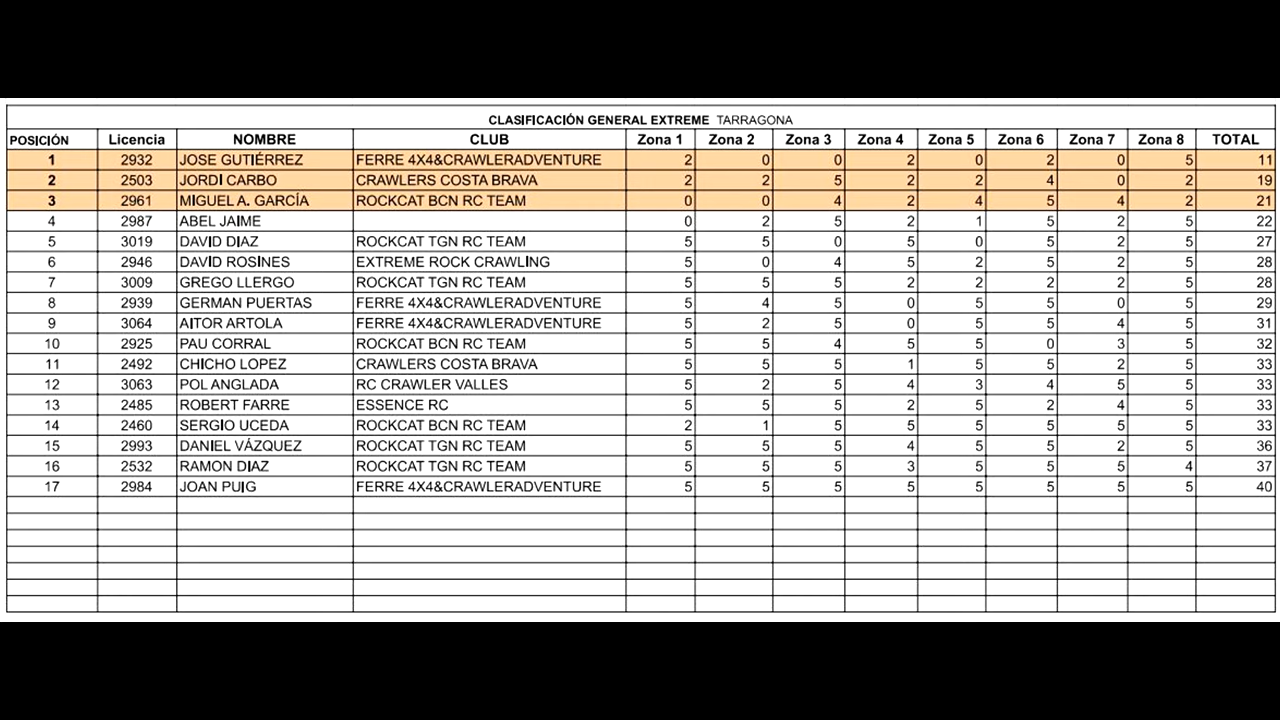 CLASIFICACIÓN GENERAL EXTREME TARRAGONA
POSICIÓN Licencia NOMBRE CLUB Zona 1 Zona 2 Zona 3 Zona 4 Zona 5 Zona 6 Zona 7 Zona 8 TOTAL
1 2932 JOSE GUTIÉRREZ FERRE 4X4&CRAWLERADVENTURE 2 0 0 2 0 2 0 5 11
2 2503 JORDI CARBO CRAWLERS COSTA BRAVA 2 2 5 2 2 4 0 2 19
3 2961 MIGUEL A. GARCÍA ROCKCAT BCN RC TEAM 0 0 4 2 4 5 4 2 21
4 2987 ABEL JAIME 0 2 5 2 1 5 2 5 22
5 3019 DAVID DIAZ ROCKCAT TGN RC TEAM 5 5 0 5 0 5 2 5 27
6 2946 DAVID ROSINES EXTREME ROCK CRAWLING 5 0 4 5 2 5 2 5 28
7 3009 GREGO LLERGO ROCKCAT TGN RC TEAM 5 5 5 2 2 2 2 5 28
8 2939 GERMAN PUERTAS FERRE 4X4&CRAWLERADVENTURE 5 4 5 0 5 5 0 5 29
9 3064 AITOR ARTOLA FERRE 4X4&CRAWLERADVENTURE 5 2 5 0 5 5 4 5 31
10 2925 PAU CORRAL ROCKCAT BCN RC TEAM 5 5 4 5 5 0 3 5 32
11 2492 CHICHO LOPEZ CRAWLERS COSTA BRAVA 5 5 5 1 5 5 2 5 33
12 3063 POL ANGLADA RC CRAWLER VALLES 5 2 5 4 3 4 5 5 33
13 2485 ROBERT FARRE ESSENCE RC 5 5 5 2 5 2 4 5 33
14 2460 SERGIO UCEDA ROCKCAT BCN RC TEAM 2 1 5 5 5 5 5 5 33
15 2993 DANIEL VÁZQUEZ ROCKCAT TGN RC TEAM 5 5 5 4 5 5 2 5 36
16 2532 RAMON DIAZ ROCKCAT TGN RC TEAM 5 5 5 3 5 5 5 4 37
17 2984 JOAN PUIG FERRE 4X4&CRAWLERADVENTURE 5 5 5 5 5 5 5 5 40